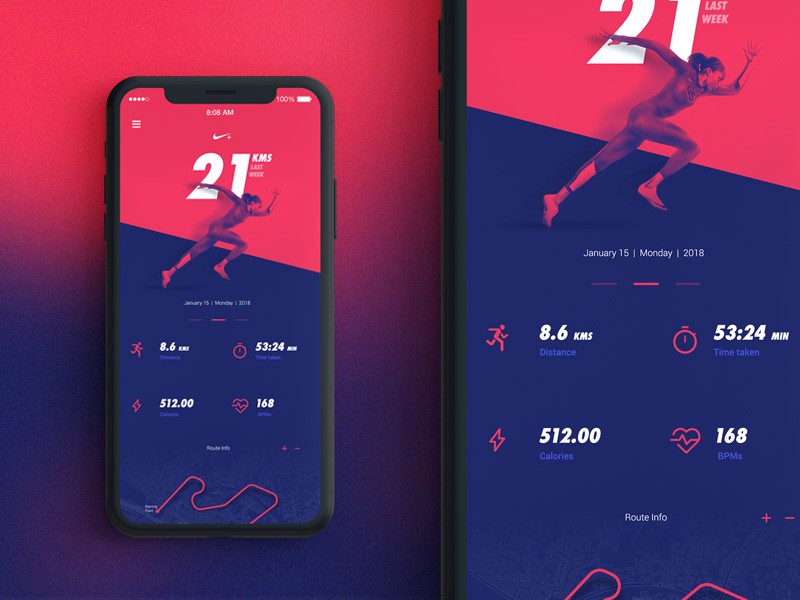 100%
8:08 AM
21 KMS
LAST
WEEK
January 15 | Monday | 2018
8.6 KMS
Distance
53:24 MIN
Time taken
512.00
Calories
168
BPMs
Route Info
+ −
Starting
Point
21 LAST
WEEK
January 15 | Monday | 2018
8.6 KMS
Distance
53:24 MIN
Time taken
512.00
Calories
168
BPMs
Route Info
+ −